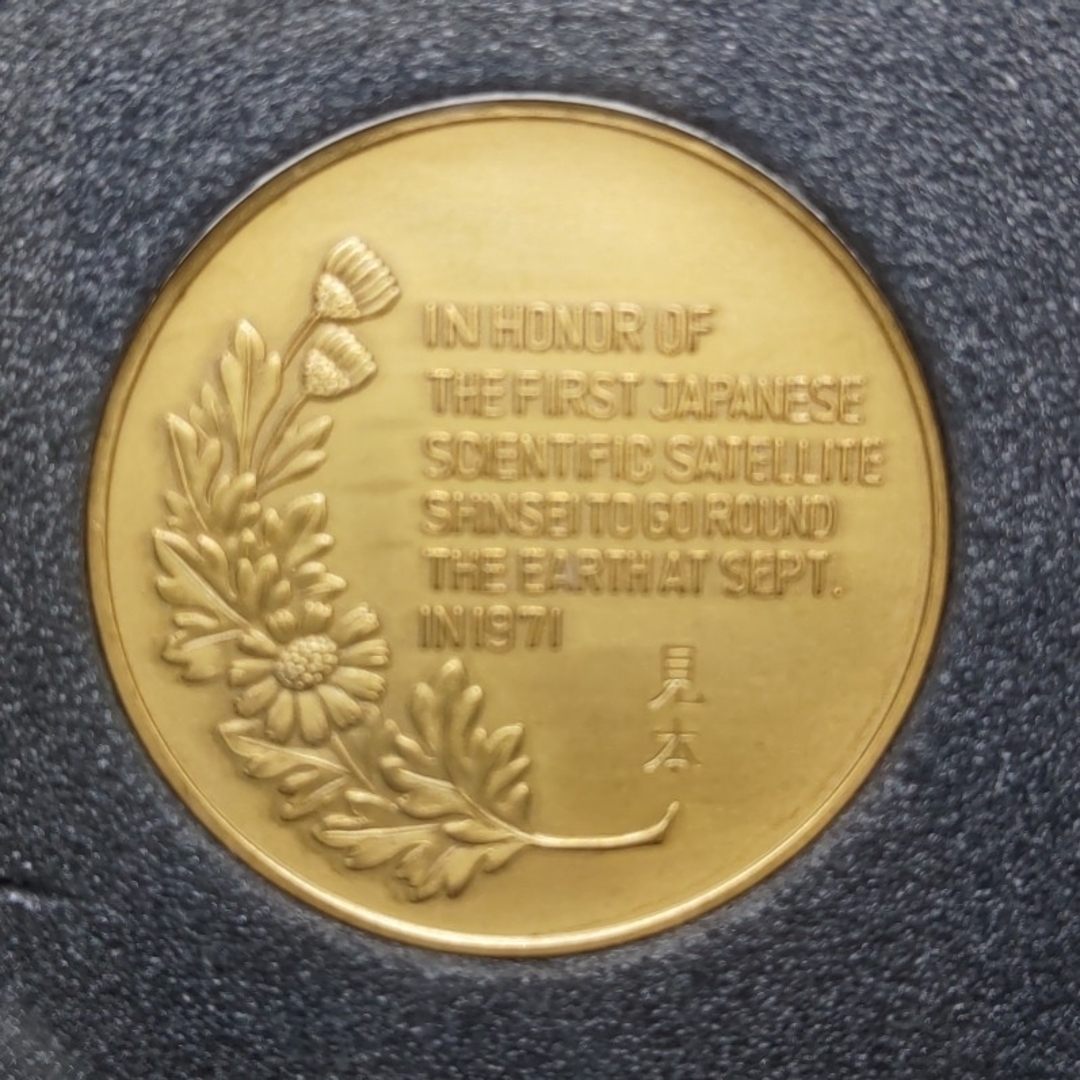 IN HONOR OF
THE FIRST JAPANESE
SCIENTIFIC SATELLITE
SHINSEI TO GO ROUND
THE EARTH AT SEPT.
IN 1971
見本